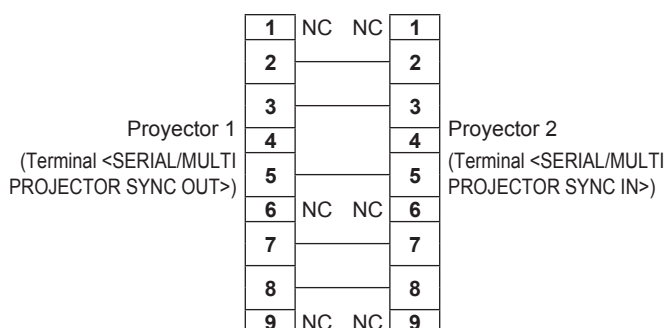 1 NC NC 1
2 2
3 3
Proyector 1
(Terminal <SERIAL/MULTI
PROJECTOR SYNC OUT>)
4 4
Proyector 2
(Terminal <SERIAL/MULTI
PROJECTOR SYNC IN>)
5 5
6 NC NC 6
7 7
8 8
9 NC NC 9